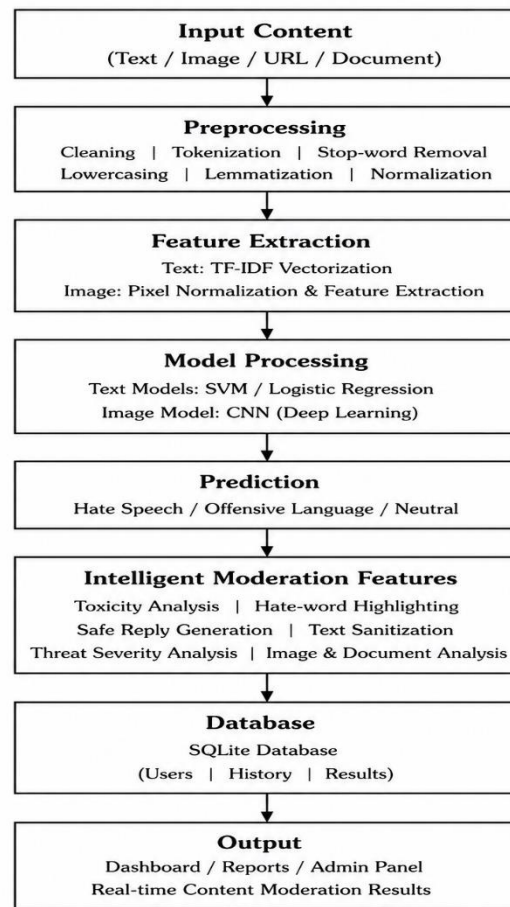 Input Content
(Text / Image / URL / Document)
Preprocessing
Cleaning | Tokenization | Stop-word Removal
Lowercasing | Lemmatization | Normalization
Feature Extraction
Text: TF-IDF Vectorization
Image: Pixel Normalization & Feature Extraction
Model Processing
Text Models: SVM / Logistic Regression
Image Model: CNN (Deep Learning)
Prediction
Hate Speech / Offensive Language / Neutral
Intelligent Moderation Features
Toxicity Analysis | Hate-word Highlighting
Safe Reply Generation | Text Sanitization
Threat Severity Analysis | Image & Document Analysis
Database
SQLite Database
(Users | History | Results)
Output
Dashboard / Reports / Admin Panel
Real-time Content Moderation Results